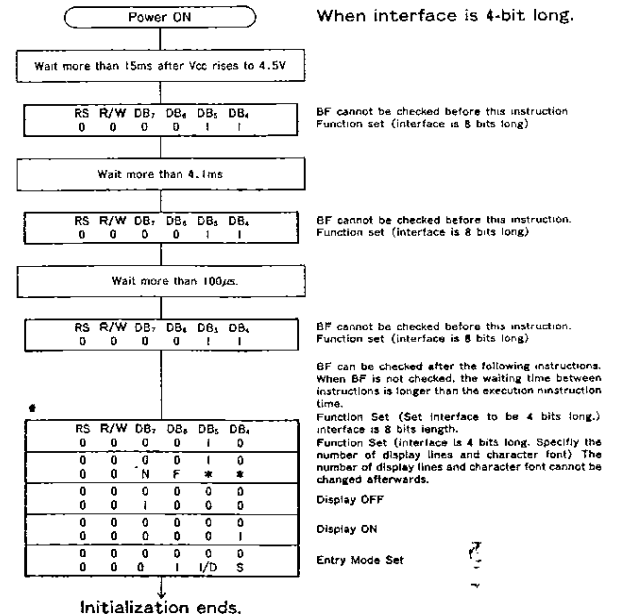 Power ON
When interface is 4-bit long.
Wait more than 15ms after Vcc rises to 4.5V
RS R/W DB₇ DB₆ DB₅ DB₄
0 0 0 0 1 1
BF cannot be checked before this instruction
Function set (interface is 8 bits long)
Wait more than 4.1ms
RS R/W DB₇ DB₆ DB₅ DB₄
0 0 0 0 1 1
BF cannot be checked before this instruction.
Function set (interface is 8 bits long)
Wait more than 100μs.
RS R/W DB₇ DB₆ DB₅ DB₄
0 0 0 0 1 1
BF cannot be checked before this instruction.
Function set (interface is 8 bits long)
BF can be checked after the following instructions.
When BF is not checked, the waiting time between
instructions is longer than the execution ninstruction
time.
Function Set (Set interface to be 4 bits long.)
interface is 8 bits length.
Function Set (interface is 4 bits long. Specifiy the
number of display lines and character font) The
number of display lines and character font cannot be
changed afterwards.
RS R/W DB₇ DB₆ DB₅ DB₄
0 0 0 0 1 0
0 0 0 0 1 0
0 0 N F * *
0 0 0 0 0 0
0 0 1 0 0 0
Display OFF
0 0 0 0 0 0
0 0 0 0 0 1
Display ON
0 0 0 0 0 0
0 0 0 1 I/D S
Entry Mode Set
Initialization ends.